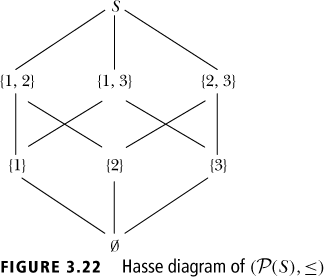 S
{1, 2} {1, 3} {2, 3}
{1} {2} {3}
∅
FIGURE 3.22 Hasse diagram of (𝒫(S), ≤)